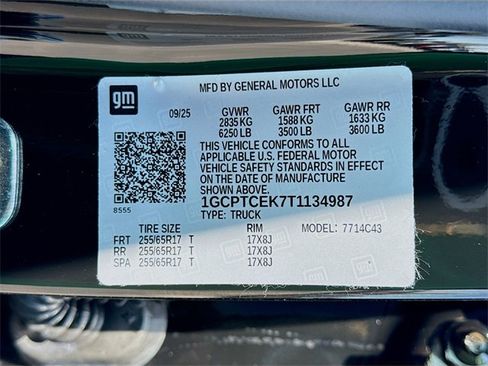 gm
MFD BY GENERAL MOTORS LLC
09/25 GVWR GAWR FRT GAWR RR
2835 KG 1588 KG 1633 KG
6250 LB 3500 LB 3600 LB
THIS VEHICLE CONFORMS TO ALL
APPLICABLE U.S. FEDERAL MOTOR
VEHICLE SAFETY STANDARDS IN EFFECT
ON THE DATE OF MANUFACTURE SHOWN
ABOVE.
1GCPTCEK7T1134987
8555
TYPE: TRUCK
TIRE SIZE RIM MODEL: 7714C43
FRT 255/65R17 T 17X8J
RR 255/65R17 T 17X8J
SPA 255/65R17 T 17X8J